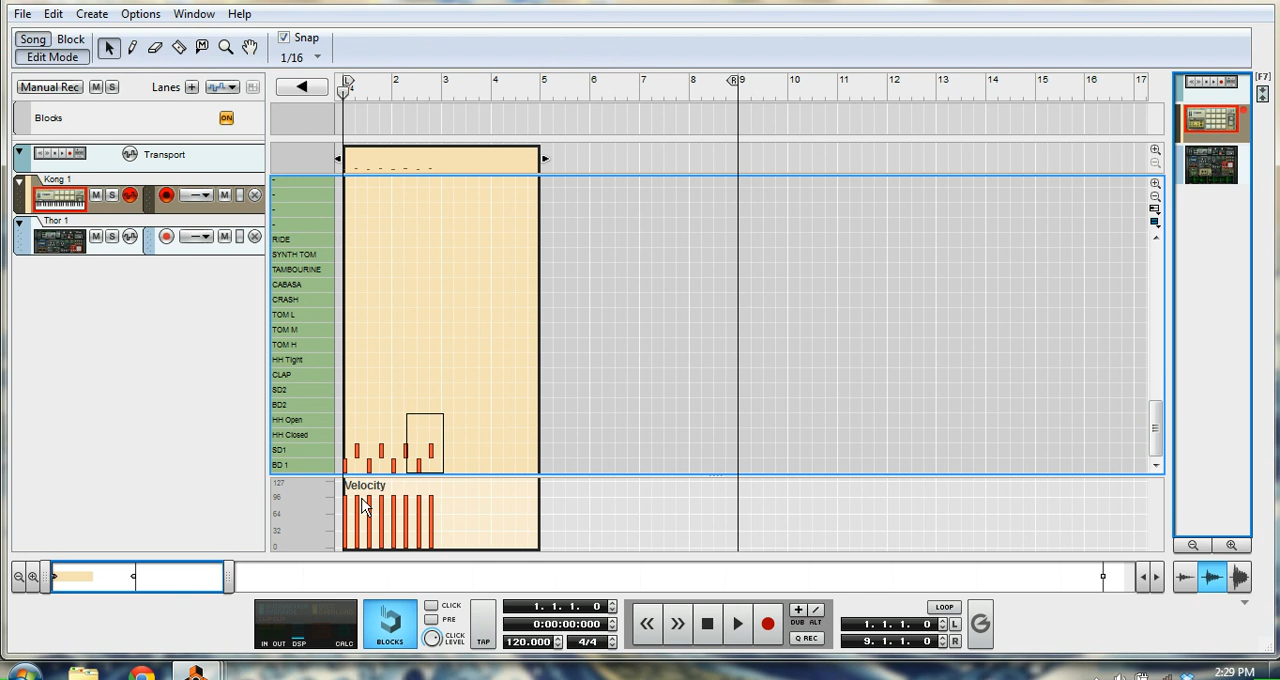 File Edit Create Options Window Help
Song Block
Edit Mode
Snap
1/16
Manual Rec M S Lanes
Blocks ON
Transport
Kong 1
M S M
Thor 1
M S M
L 2 3 4 5 6 7 8 R 9 10 11 12 13 14 15 16 17
4
[F7]
RIDE
SYNTH TOM
TAMBOURINE
CABASA
CRASH
TOM L
TOM M
TOM H
HH Tight
CLAP
SD2
BD2
HH Open
HH Closed
SD1
BD 1
Velocity
127
96
64
32
0
IN OUT DSP CALC
BLOCKS
CLICK
PRE
CLICK LEVEL
TAP
1. 1. 1. 0
0:00:00:000
120.000 4/4
DUB ALT
Q REC
LOOP
1. 1. 1. 0 L
9. 1. 1. 0 R
2:29 PM